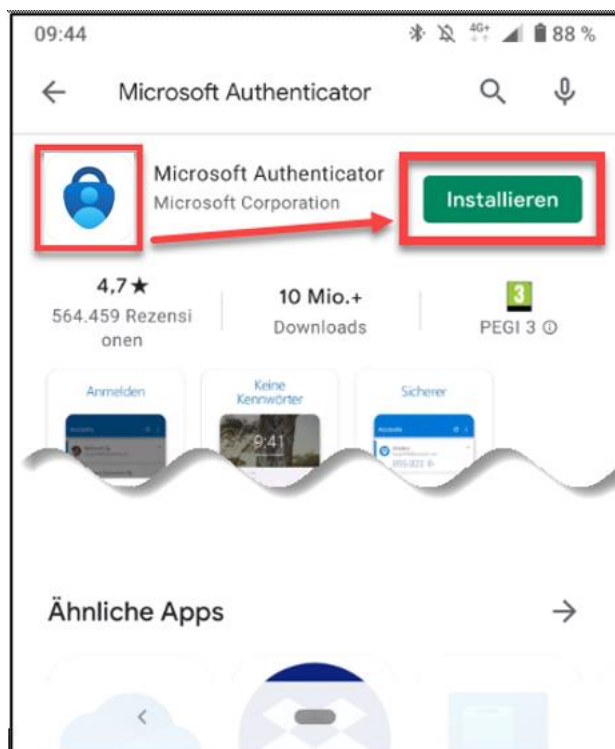 09:44
4G+
88 %
Microsoft Authenticator
Microsoft Authenticator
Microsoft Corporation
Installieren
4,7★
564.459 Rezensi
onen
10 Mio.+
Downloads
3
PEGI 3
Anmelden
Keine
Kennwörter
Sicherer
9:41
Ähnliche Apps